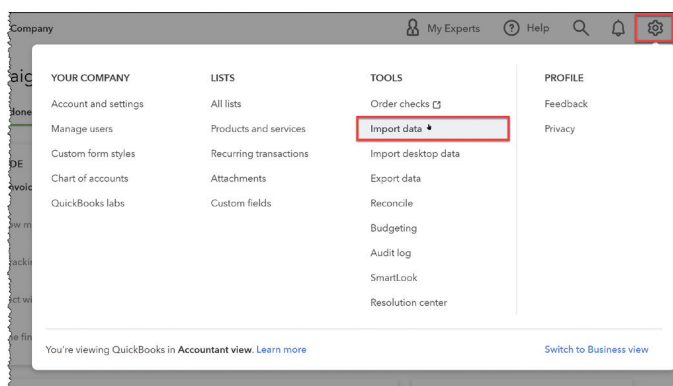 Company
My Experts
Help
YOUR COMPANY
Account and settings
Manage users
Custom form styles
Chart of accounts
QuickBooks labs
LISTS
All lists
Products and services
Recurring transactions
Attachments
Custom fields
TOOLS
Order checks
Import data
Import desktop data
Export data
Reconcile
Budgeting
Audit log
SmartLook
Resolution center
PROFILE
Feedback
Privacy
You're viewing QuickBooks in Accountant view. Learn more
Switch to Business view